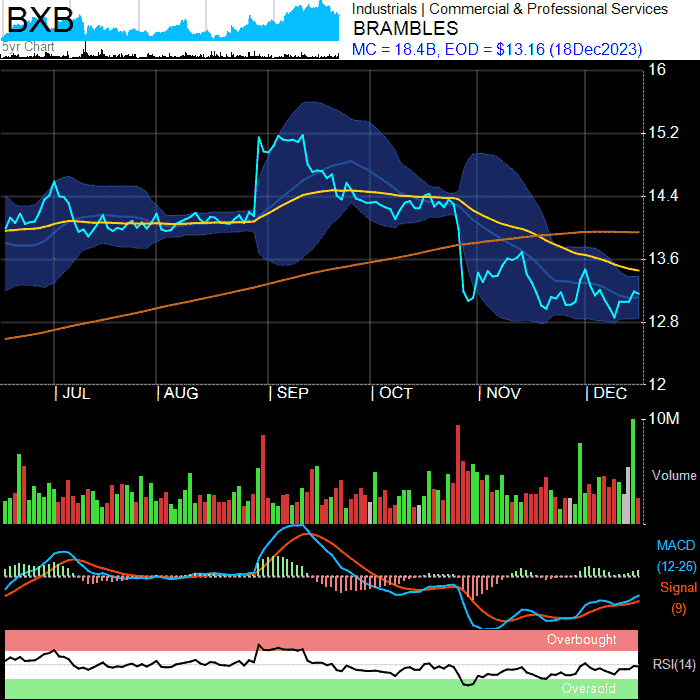 BXB
5yr Chart
Industrials | Commercial & Professional Services
BRAMBLES
MC = 18.4B, EOD = $13.16 (18Dec2023)
16
15.2
14.4
13.6
12.8
12
| JUL | AUG | SEP | OCT | NOV | DEC
10M
Volume
MACD
(12-26)
Signal
(9)
Overbought
RSI(14)
Oversold